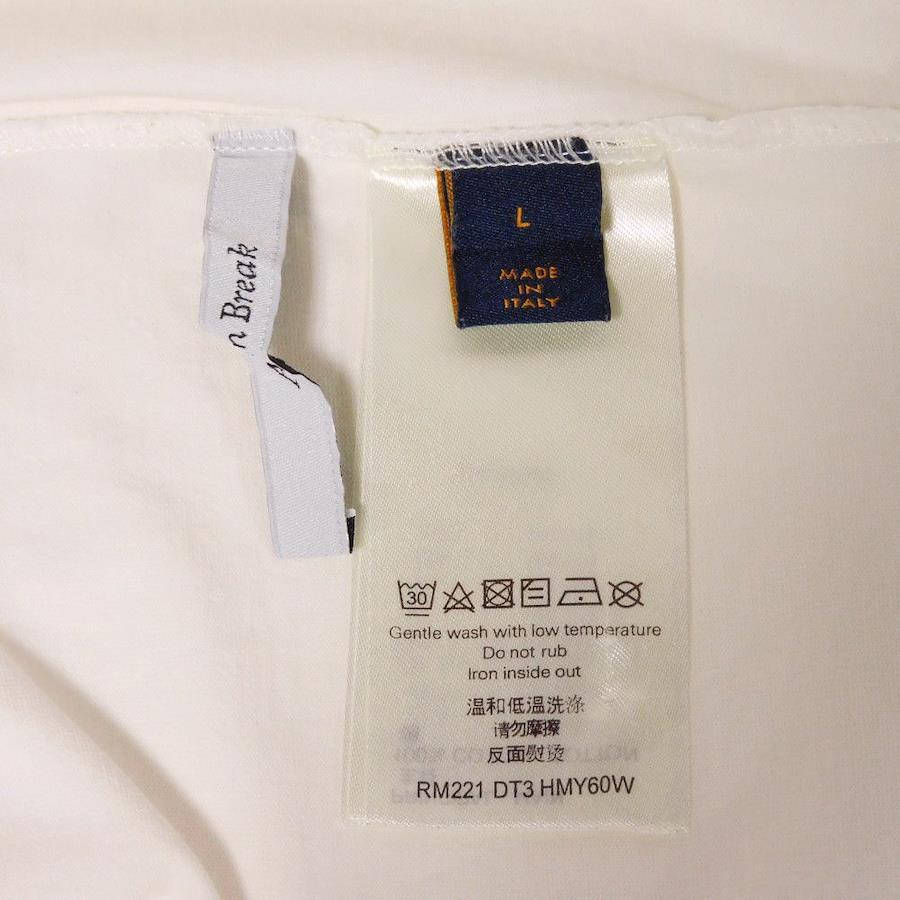 n Break
L
MADE
IN
ITALY
30
Gentle wash with low temperature
Do not rub
Iron inside out
温和低温洗涤
请勿摩擦
反面熨烫
RM221 DT3 HMY60W